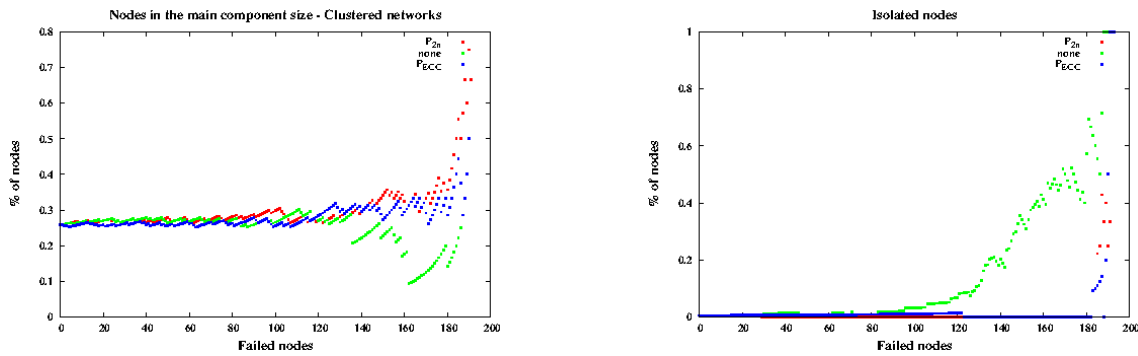 Nodes in the main component size - Clustered networks
0.8
0.7
0.6
0.5
0.4
0.3
0.2
0.1
0
% of nodes
P2n
none
PECC
0 20 40 60 80 100 120 140 160 180 200
Failed nodes
Isolated nodes
1
0.8
0.6
0.4
0.2
0
% of nodes
P2n
none
PECC
0 20 40 60 80 100 120 140 160 180 200
Failed nodes